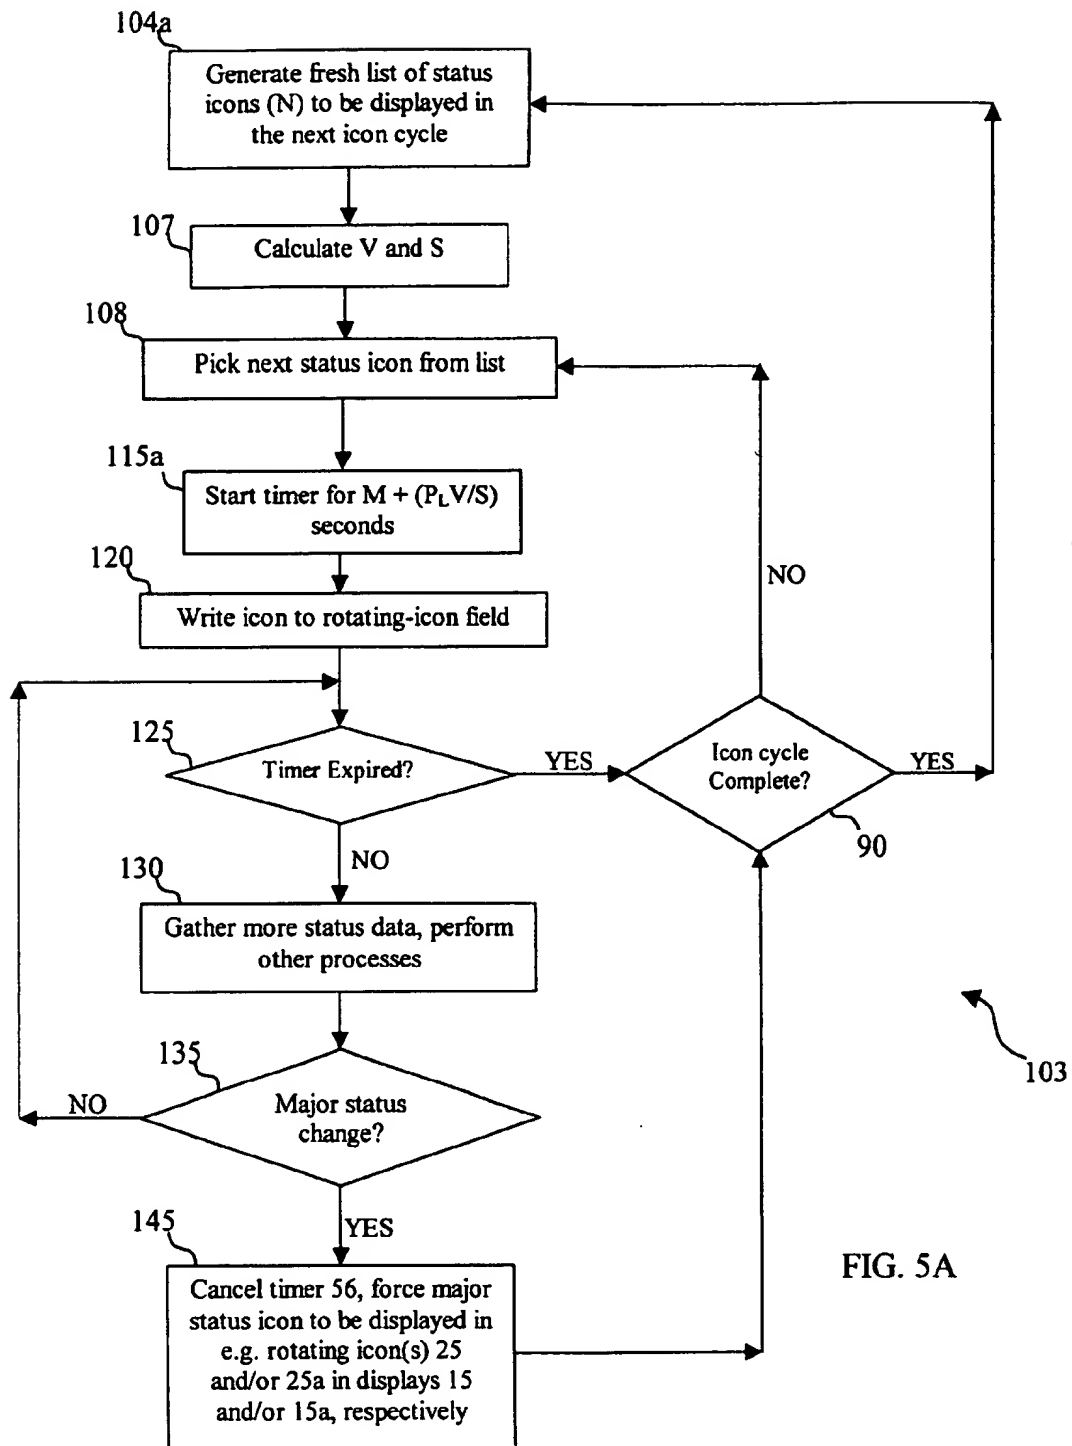 104a
Generate fresh list of status
icons (N) to be displayed in
the next icon cycle
107
Calculate V and S
108
Pick next status icon from list
115a
Start timer for M + (PLV/S)
seconds
120
Write icon to rotating-icon field
NO
125
Timer Expired?
YES
Icon cycle
Complete?
YES
90
NO
130
Gather more status data, perform
other processes
103
135
NO
Major status
change?
YES
145
Cancel timer 56, force major
status icon to be displayed in
e.g. rotating icon(s) 25
and/or 25a in displays 15
and/or 15a, respectively
FIG. 5A